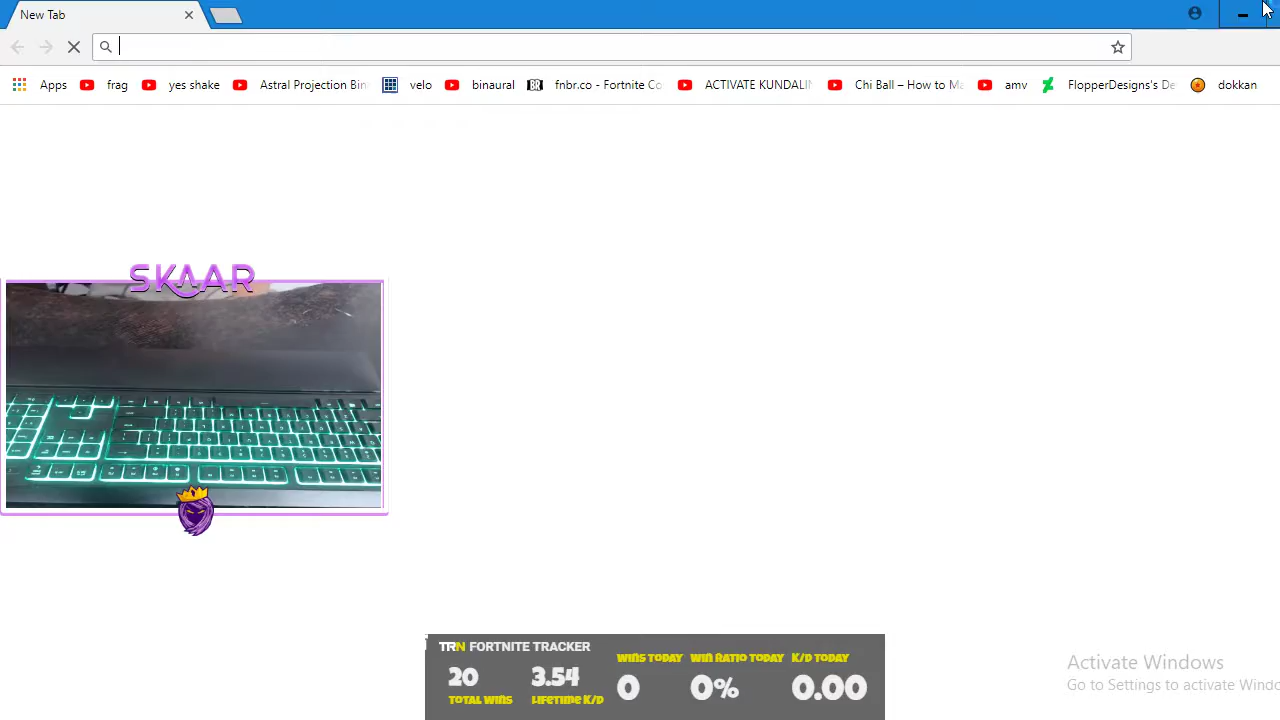 New Tab
Apps frag yes shake Astral Projection Bin velo binaural fnbr.co - Fortnite Co ACTIVATE KUNDALIN Chi Ball – How to Ma amv FlopperDesigns's De dokkan
SKAAR
TRN FORTNITE TRACKER
20 TOTAL WINS
3.54 LIFETIME K/D
WINS TODAY 0
WIN RATIO TODAY 0%
K/D TODAY 0.00
Activate Windows
Go to Settings to activate Windo